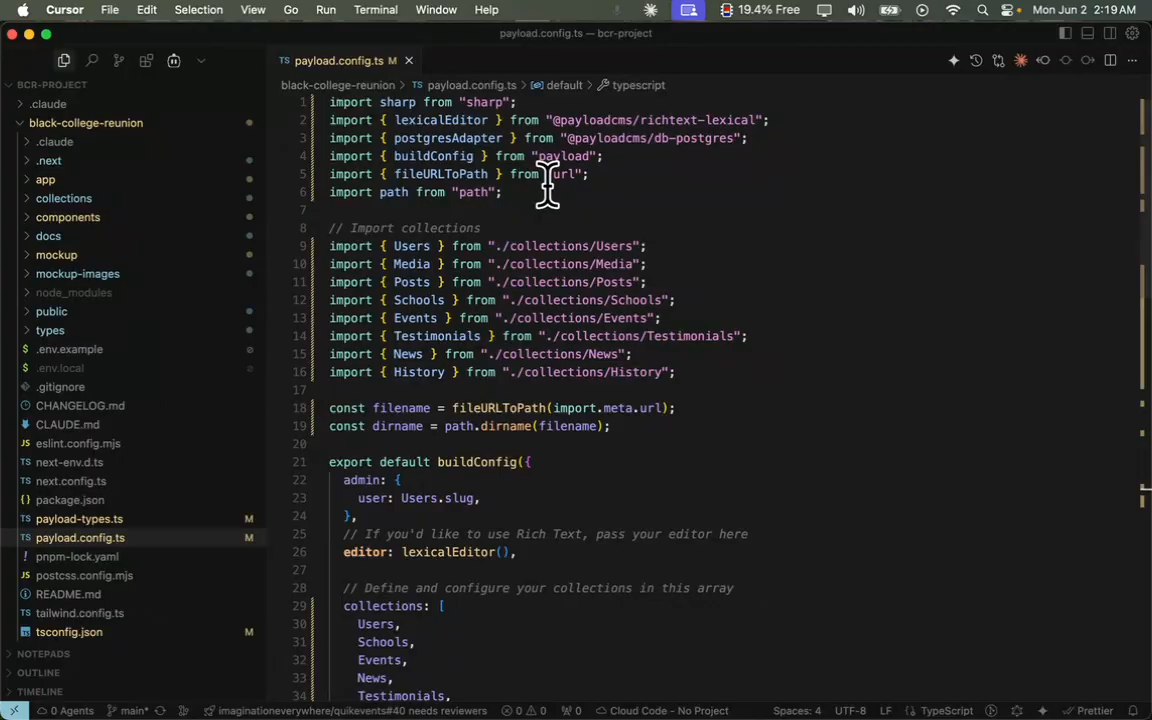 Cursor File Edit Selection View Go Run Terminal Window Help 19.4% Free Mon Jun 2 2:19 AM
payload.config.ts — bcr-project
payload.config.ts M
BCR-PROJECT
.claude
black-college-reunion
.claude
.next
app
collections
components
docs
mockup
mockup-images
node_modules
public
types
.env.example
.env.local
.gitignore
CHANGELOG.md
CLAUDE.md
eslint.config.mjs
next-env.d.ts
next.config.ts
package.json
payload-types.ts M
payload.config.ts M
pnpm-lock.yaml
postcss.config.mjs
README.md
tailwind.config.ts
tsconfig.json M
NOTEPADS
OUTLINE
TIMELINE
black-college-reunion > payload.config.ts > default > typescript
1 import sharp from "sharp";
2 import { lexicalEditor } from "@payloadcms/richtext-lexical";
3 import { postgresAdapter } from "@payloadcms/db-postgres";
4 import { buildConfig } from "payload";
5 import { fileURLToPath } from "url";
6 import path from "path";
7
8 // Import collections
9 import { Users } from "./collections/Users";
10 import { Media } from "./collections/Media";
11 import { Posts } from "./collections/Posts";
12 import { Schools } from "./collections/Schools";
13 import { Events } from "./collections/Events";
14 import { Testimonials } from "./collections/Testimonials";
15 import { News } from "./collections/News";
16 import { History } from "./collections/History";
17
18 const filename = fileURLToPath(import.meta.url);
19 const dirname = path.dirname(filename);
20
21 export default buildConfig({
22 admin: {
23 user: Users.slug,
24 },
25 // If you'd like to use Rich Text, pass your editor here
26 editor: lexicalEditor(),
27
28 // Define and configure your collections in this array
29 collections: [
30 Users,
31 Schools,
32 Events,
33 News,
34 Testimonials,
0 Agents main* imaginationeverywhere/quikevents#40 needs reviewers 0 0 0 Cloud Code - No Project Spaces: 4 UTF-8 LF TypeScript Prettier